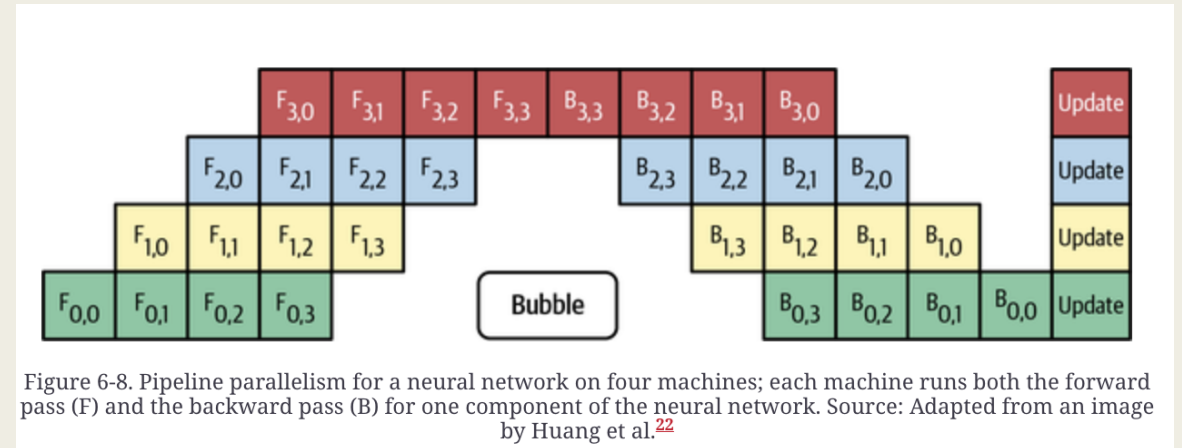 F3,0 F3,1 F3,2 F3,3 B3,3 B3,2 B3,1 B3,0 Update
F2,0 F2,1 F2,2 F2,3 B2,3 B2,2 B2,1 B2,0 Update
F1,0 F1,1 F1,2 F1,3 B1,3 B1,2 B1,1 B1,0 Update
F0,0 F0,1 F0,2 F0,3 Bubble B0,3 B0,2 B0,1 B0,0 Update
Figure 6-8. Pipeline parallelism for a neural network on four machines; each machine runs both the forward
pass (F) and the backward pass (B) for one component of the neural network. Source: Adapted from an image
by Huang et al.22